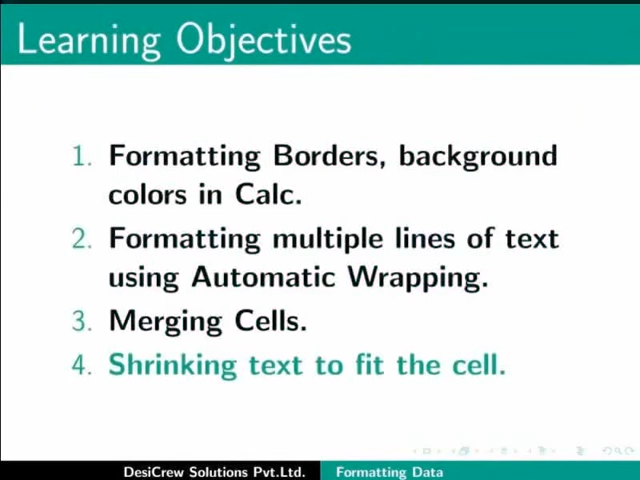 Learning Objectives
1. Formatting Borders, background
colors in Calc.
2. Formatting multiple lines of text
using Automatic Wrapping.
3. Merging Cells.
4. Shrinking text to fit the cell.
DesiCrew Solutions Pvt.Ltd. Formatting Data